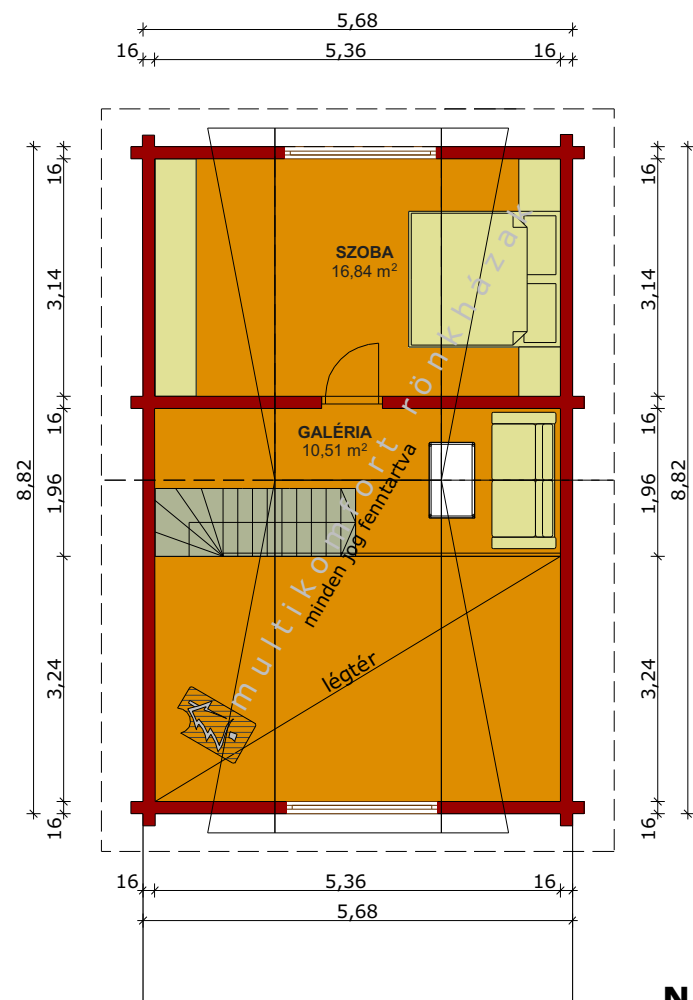 5,68
16 5,36 16
16 16
SZOBA
16,84 m²
3,14 3,14
multikomfort rönkházak
minden jog fenntartva
16 16
GALÉRIA
10,51 m²
8,82 1,96 1,96 8,82
légtér
3,24 3,24
16 16
16 5,36 16
5,68
N